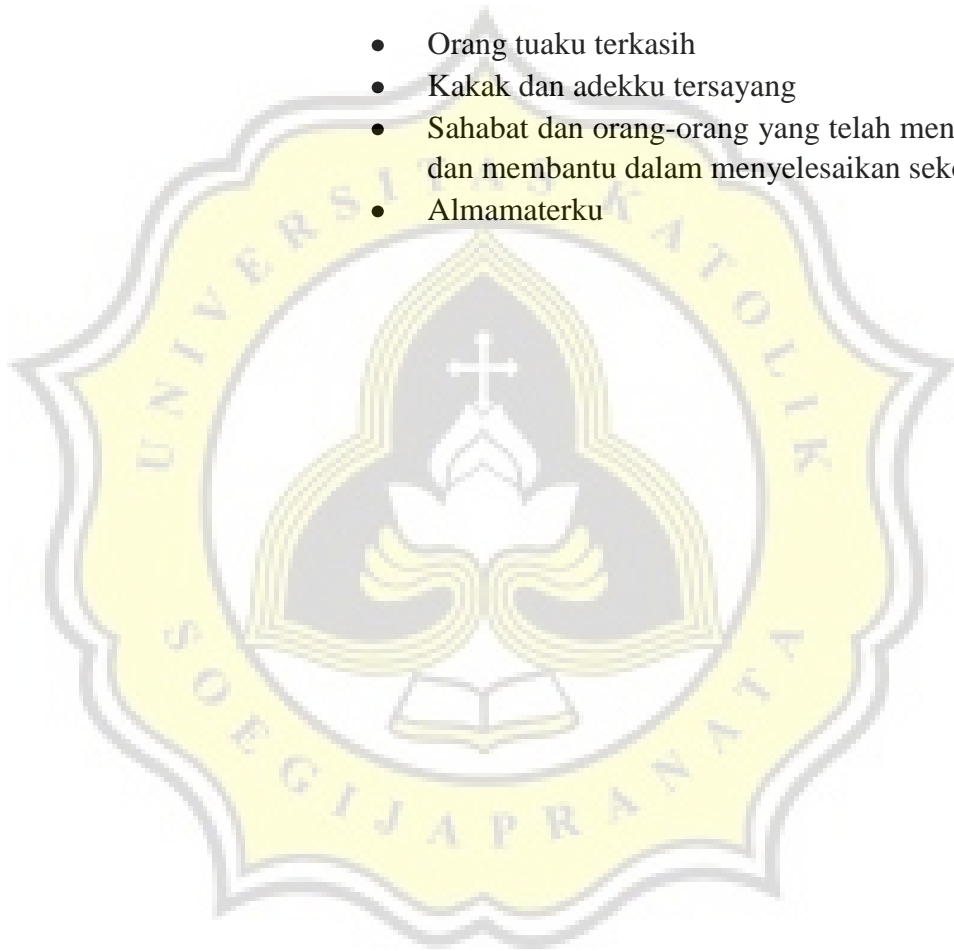 • Orang tuaku terkasih
• Kakak dan adekku tersayang
• Sahabat dan orang-orang yang telah
dan membantu dalam menyelesaikan
• Almamaterku
UNIVERSITAS KATOLIK
SOEGIJAPRANATA